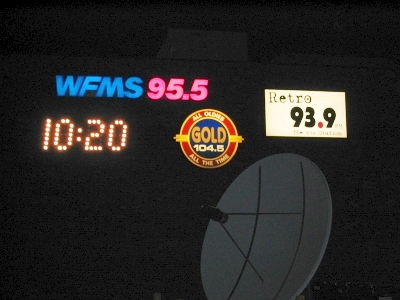 WFMS 95.5
10:20
ALL OLDIES
GOLD
104.5
ALL THE TIME
Retro
93.9